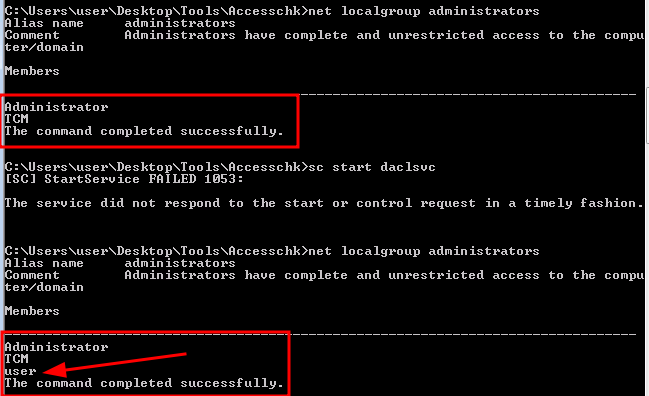 C:\Users\user\Desktop\Tools\Accesschk>net localgroup administrators
Alias name     administrators
Comment        Administrators have complete and unrestricted access to the compu
ter/domain
Members
-------------------------------------------------------------------------------
Administrator
TCM
The command completed successfully.
C:\Users\user\Desktop\Tools\Accesschk>sc start daclsvc
[SC] StartService FAILED 1053:
The service did not respond to the start or control request in a timely fashion.
C:\Users\user\Desktop\Tools\Accesschk>net localgroup administrators
Alias name     administrators
Comment        Administrators have complete and unrestricted access to the compu
ter/domain
Members
-------------------------------------------------------------------------------
Administrator
TCM
user
The command completed successfully.